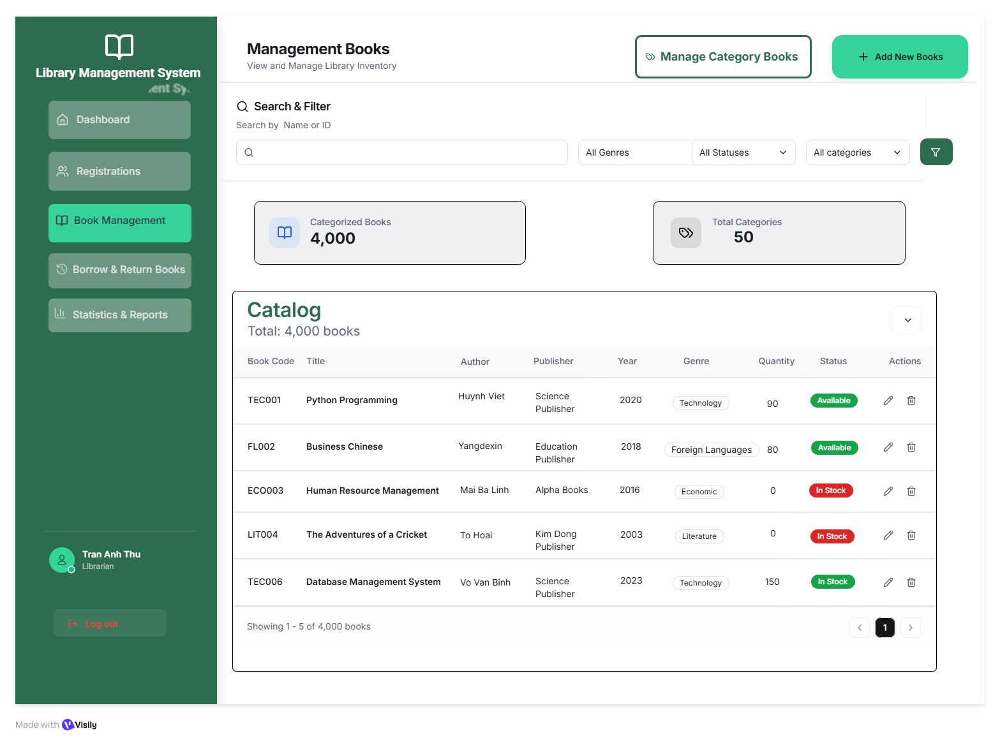 Library Management System
ent Sy
Dashboard
Registrations
Book Management
Borrow & Return Books
Statistics & Reports
Tran Anh Thu
Librarian
Log out
Management Books
View and Manage Library Inventory
Manage Category Books
Add New Books
Search & Filter
Search by Name or ID
All Genres All Statuses All categories
Categorized Books
4,000
Total Categories
50
Catalog
Total: 4,000 books
Book Code Title Author Publisher Year Genre Quantity Status Actions
TEC001 Python Programming Huynh Viet Science Publisher 2020 Technology 90 Available
FL002 Business Chinese Yangdexin Education Publisher 2018 Foreign Languages 80 Available
ECO003 Human Resource Management Mai Ba Linh Alpha Books 2016 Economic 0 In Stock
LIT004 The Adventures of a Cricket To Hoai Kim Dong Publisher 2003 Literature 0 In Stock
TEC006 Database Management System Vo Van Binh Science Publisher 2023 Technology 150 In Stock
Showing 1 - 5 of 4,000 books
1
Made with Visily